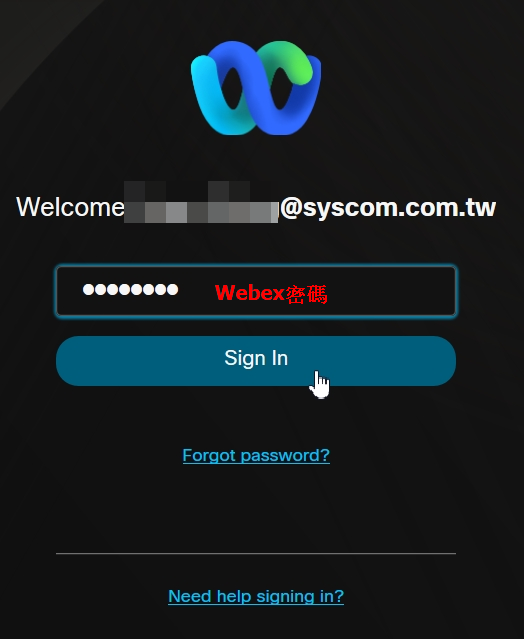 Welcome @syscom.com.tw
●●●●●●●● Webex密碼
Sign In
Forgot password?
Need help signing in?